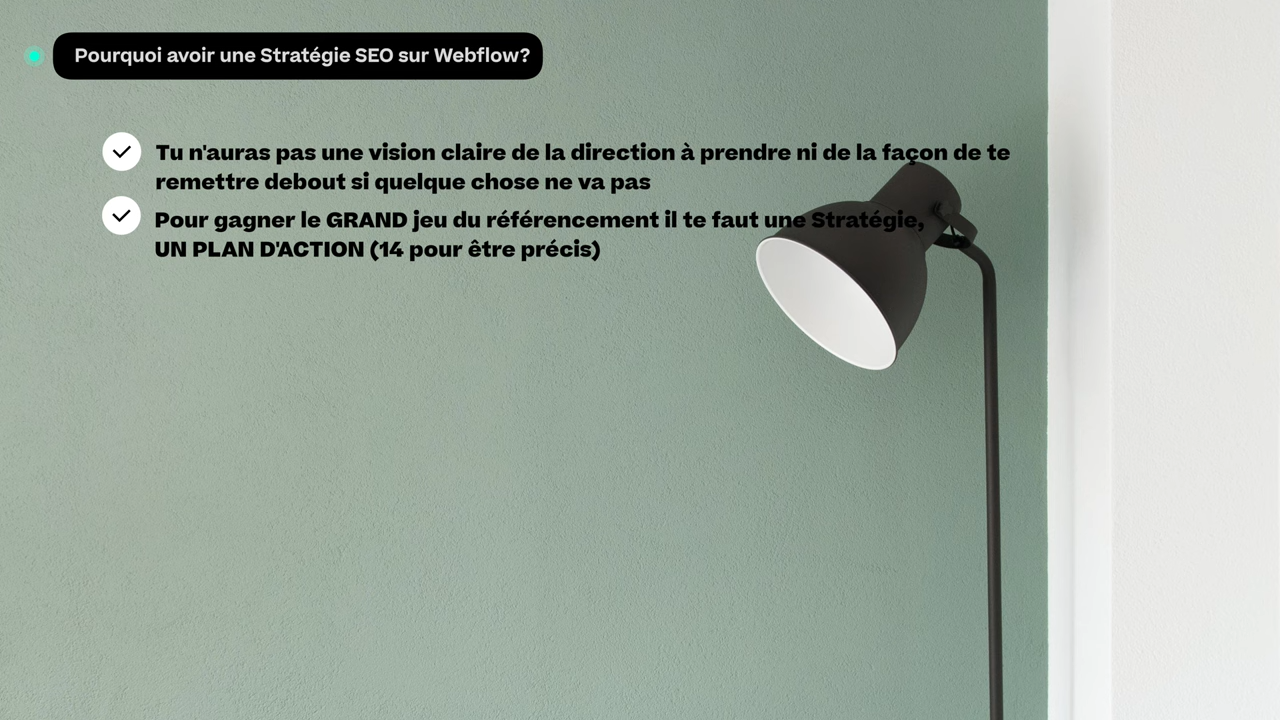 Pourquoi avoir une Stratégie SEO sur Webflow?
Tu n'auras pas une vision claire de la direction à prendre ni de la façon de te
remettre debout si quelque chose ne va pas
Pour gagner le GRAND jeu du référencement il te faut une Stratégie,
UN PLAN D'ACTION (14 pour être précis)